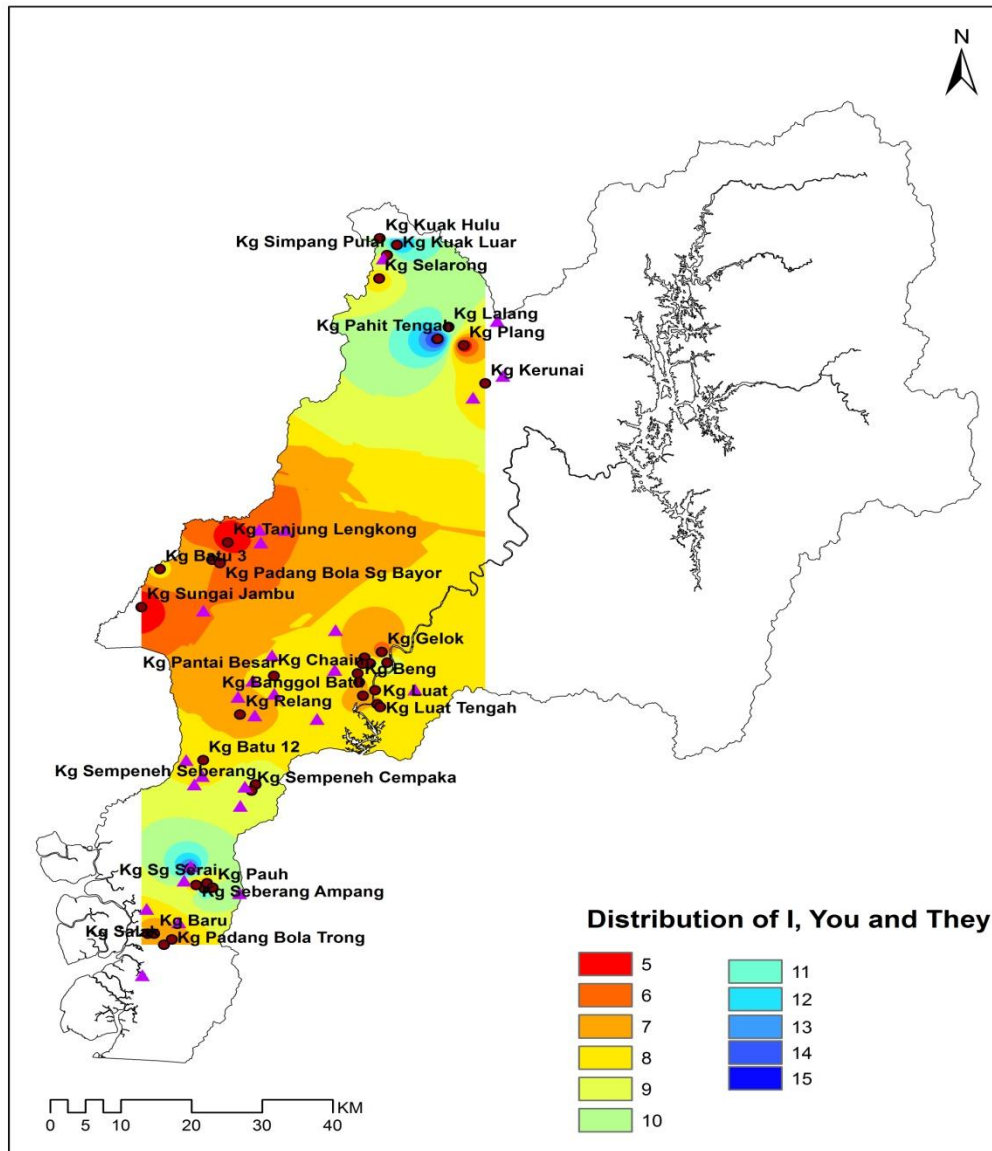 N
Kg Kuak Hulu
Kg Simpang Pulai
Kg Kuak Luar
Kg Selarong
Kg Lalang
Kg Pahit Tengah
Kg Plang
Kg Kerunai
Kg Tanjung Lengkong
Kg Batu 3
Kg Padang Bola Sg Bayor
Kg Sungai Jambu
Kg Gelok
Kg Pantai Besar
Kg Beng
Kg Banggol Batu
Kg Luat
Kg Relang
Kg Luat Tengah
Kg Batu 12
Kg Sempeneh Seberang
Kg Sempeneh Cempaka
Kg Sg Serai
Kg Pauh
Kg Seberang Ampang
Kg Baru
Kg
Kg Padang Bola Trong
Distribution of I, You and They
5
6
7
8
9
10
11
12
13
14
15
0 5 10 20 30 40 KM